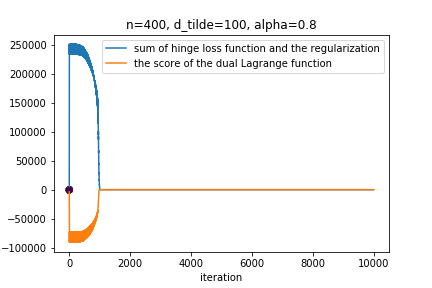 n=400, d_tilde=100, alpha=0.8
sum of hinge loss function and the regularization
the score of the dual Lagrange function
250000
200000
150000
100000
50000
0
−50000
−100000
0 2000 4000 6000 8000 10000
iteration